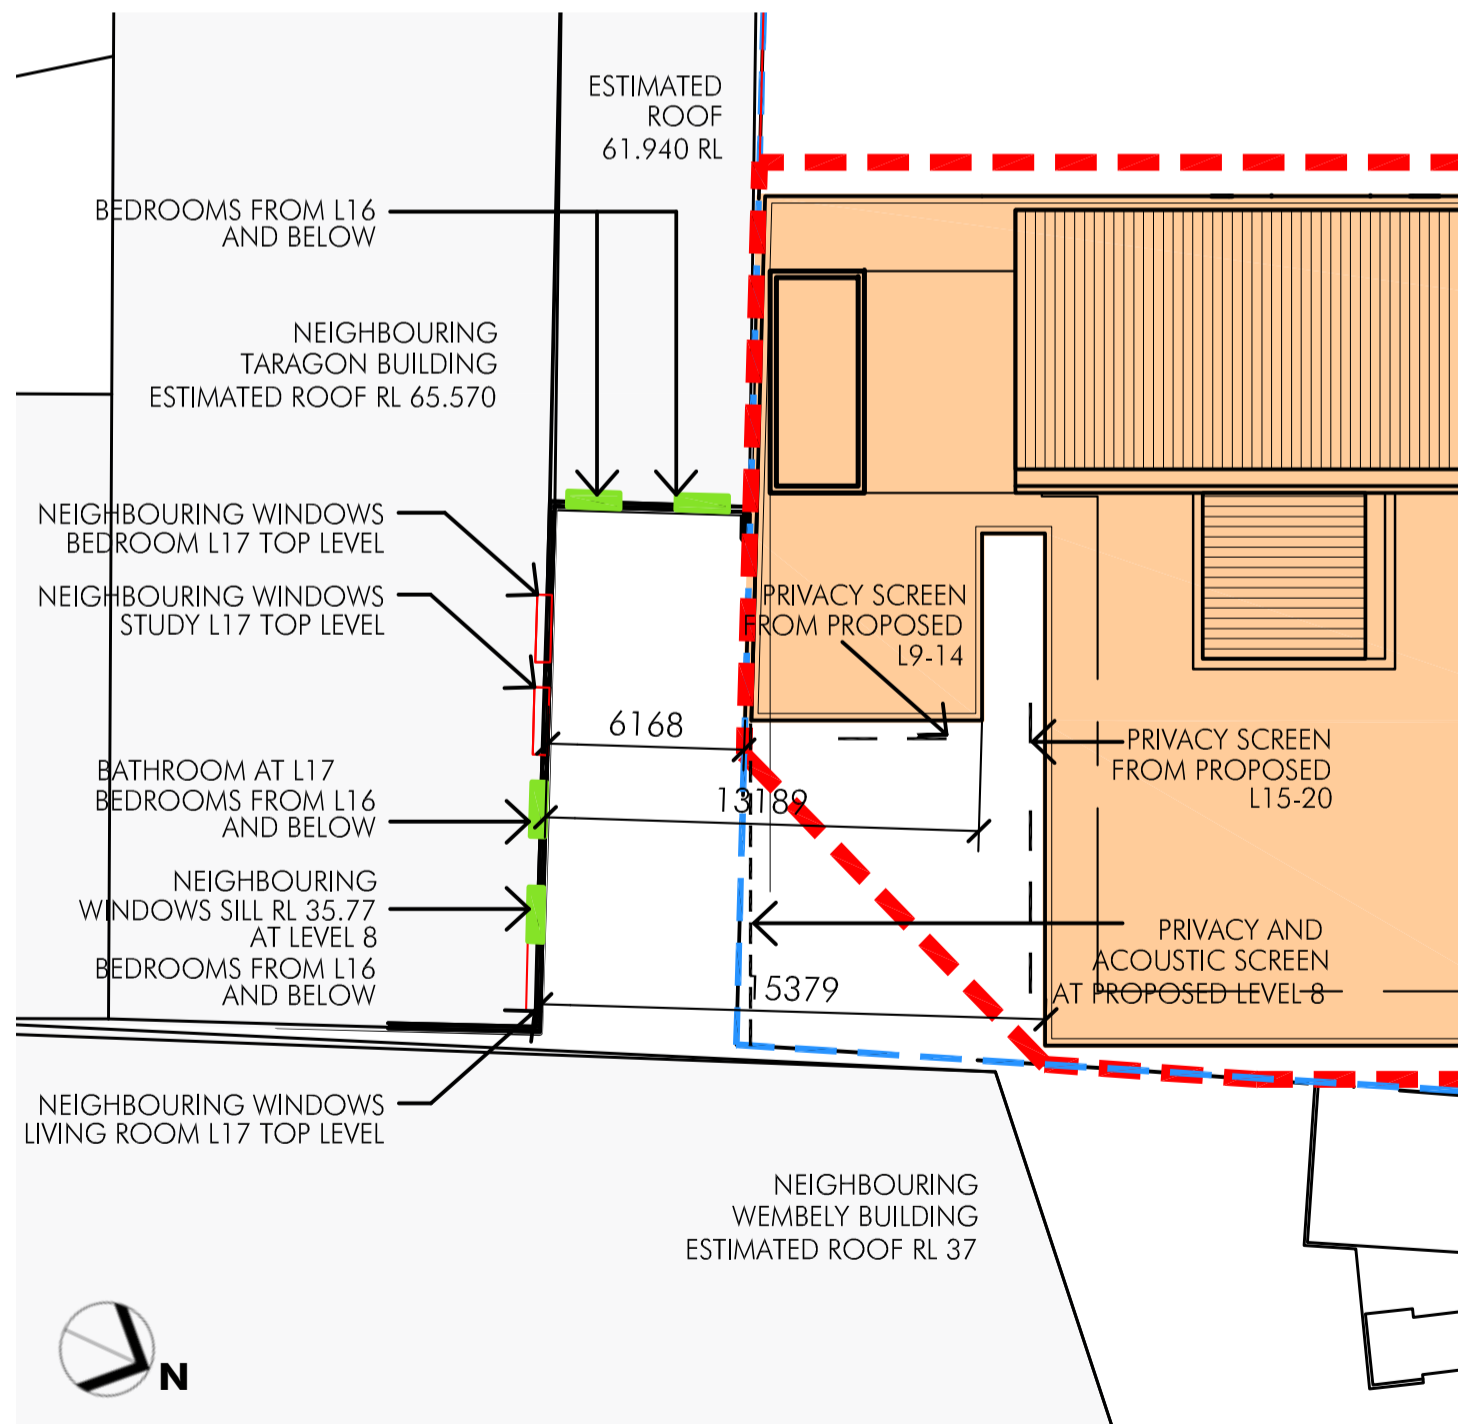 ESTIMATED
ROOF
61.940 RL
BEDROOMS FROM L16
AND BELOW
NEIGHBOURING
TARAGON BUILDING
ESTIMATED ROOF RL 65.570
NEIGHBOURING WINDOWS
BEDROOM L17 TOP LEVEL
NEIGHBOURING WINDOWS
STUDY L17 TOP LEVEL
PRIVACY SCREEN
FROM PROPOSED
L9-14
6168
PRIVACY SCREEN
FROM PROPOSED
L15-20
BATHROOM AT L17
BEDROOMS FROM L16
AND BELOW
13189
NEIGHBOURING
WINDOWS SILL RL 35.77
AT LEVEL 8
BEDROOMS FROM L16
AND BELOW
PRIVACY AND
ACOUSTIC SCREEN
AT PROPOSED LEVEL 8
15379
NEIGHBOURING WINDOWS
LIVING ROOM L17 TOP LEVEL
NEIGHBOURING
WEMBELY BUILDING
ESTIMATED ROOF RL 37
N